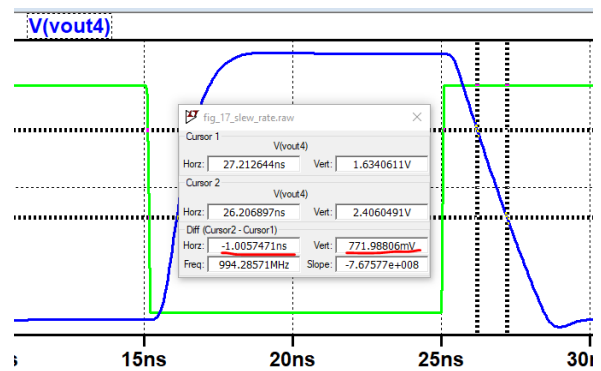 V(vout4)
fig_17_slew_rate.raw
Cursor 1
V(vout4)
Horz: 27.212644ns Vert: 1.6340611V
Cursor 2
V(vout4)
Horz: 26.206897ns Vert: 2.4060491V
Diff (Cursor2 - Cursor1)
Horz: -1.0057471ns Vert: 771.98806mV
Freq: 994.28571MHz Slope: -7.67577e+008
15ns 20ns 25ns